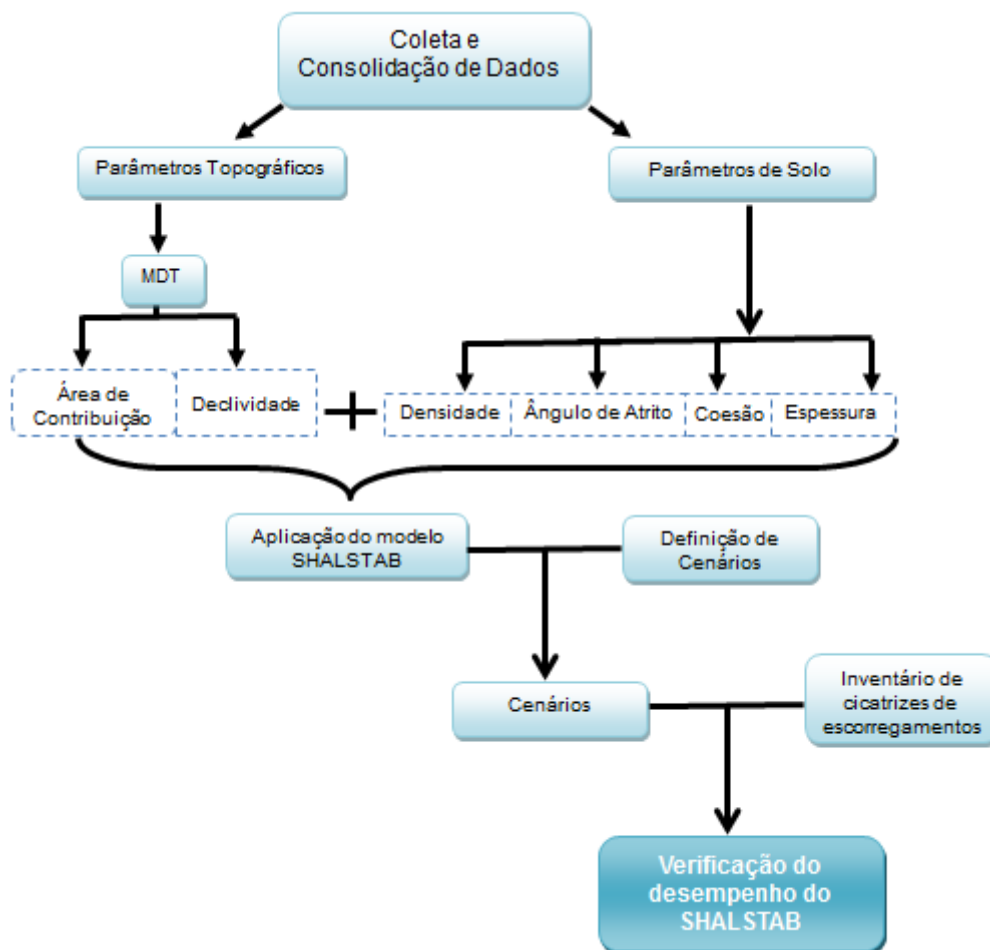 Coleta e
Consolidação de Dados
Parâmetros Topográficos
Parâmetros de Solo
MDT
Área de
Contribuição
Declividade
+
Densidade
Ângulo de Atrito
Coesão
Espessura
Aplicação do modelo
SHALSTAB
Definição de
Cenários
Cenários
Inventário de
cicatrizes de
escorregamentos
Verificação do
desempenho do
SHALSTAB